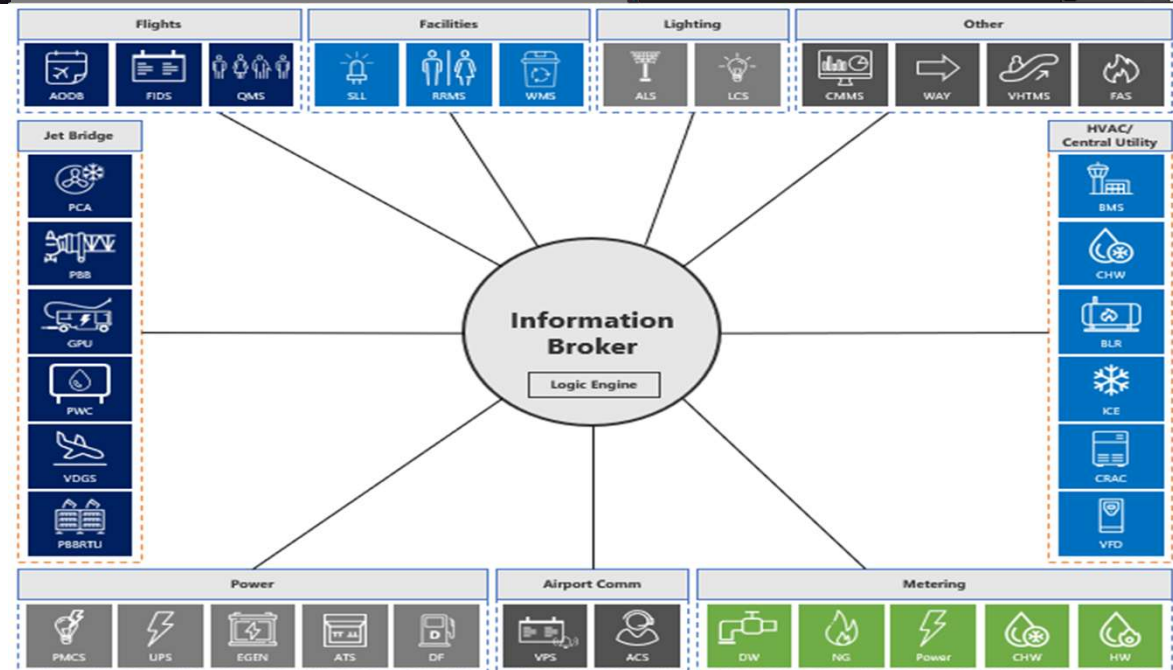 Flights
Facilities
Lighting
Other
AODB
FIDS
QMS
SLL
RRMS
WMS
ALS
LCS
CMMS
WAY
VHTMS
FAS
Jet Bridge
HVAC/
Central Utility
PCA
PBB
GPU
PWC
VDGS
PBBRTU
Information
Broker
Logic Engine
BMS
CHW
BLR
ICE
CRAC
VFD
Power
Airport Comm
Metering
PMCS
UPS
EGEN
ATS
D
DF
VPS
ACS
DW
NG
Power
CHW
HW